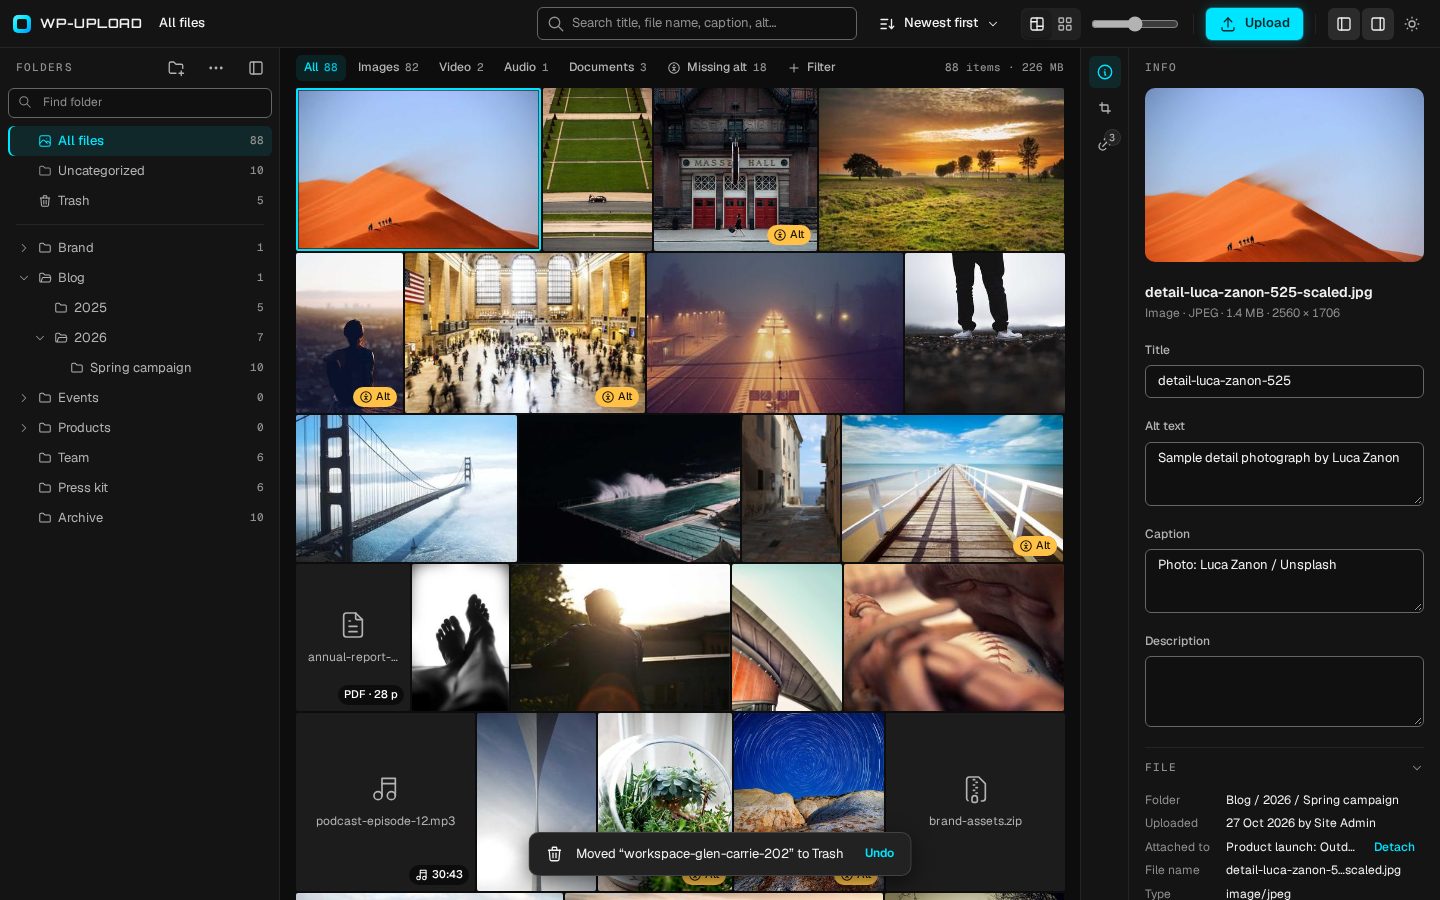 WP-UPLOAD All files
Search title, file name, caption, alt...
Newest first
Upload
FOLDERS
Find folder
All files 88
Uncategorized 10
Trash 5
Brand 1
Blog 1
2025 5
2026 7
Spring campaign 10
Events 0
Products 0
Team 6
Press kit 6
Archive 10
All 88 Images 82 Video 2 Audio 1 Documents 3 Missing alt 18 Filter
88 items · 226 MB
MASSEY HALL
Alt
Alt
Alt
Alt
annual-report-...
PDF · 28 p
podcast-episode-12.mp3
30:43
brand-assets.zip
Alt
Alt
Moved “workspace-glen-carrie-202” to Trash Undo
3
INFO
detail-luca-zanon-525-scaled.jpg
Image · JPEG · 1.4 MB · 2560 × 1706
Title
detail-luca-zanon-525
Alt text
Sample detail photograph by Luca Zanon
Caption
Photo: Luca Zanon / Unsplash
Description
FILE
Folder Blog / 2026 / Spring campaign
Uploaded 27 Oct 2026 by Site Admin
Attached to Product launch: Outd... Detach
File name detail-luca-zanon-5...scaled.jpg
Type image/jpeg